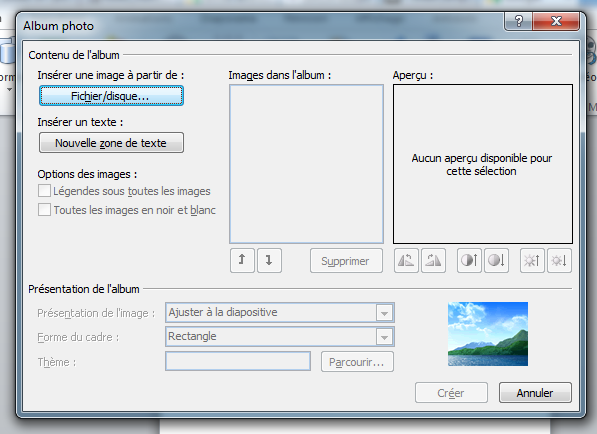 Album photo
Contenu de l'album
Insérer une image à partir de :
Images dans l'album :
Aperçu :
Fichier/disque...
Insérer un texte :
Nouvelle zone de texte
Aucun aperçu disponible pour
cette sélection
Options des images :
Légendes sous toutes les images
Toutes les images en noir et blanc
Supprimer
Présentation de l'album
Présentation de l'image :
Ajuster à la diapositive
Forme du cadre :
Rectangle
Thème :
Parcourir...
Créer
Annuler